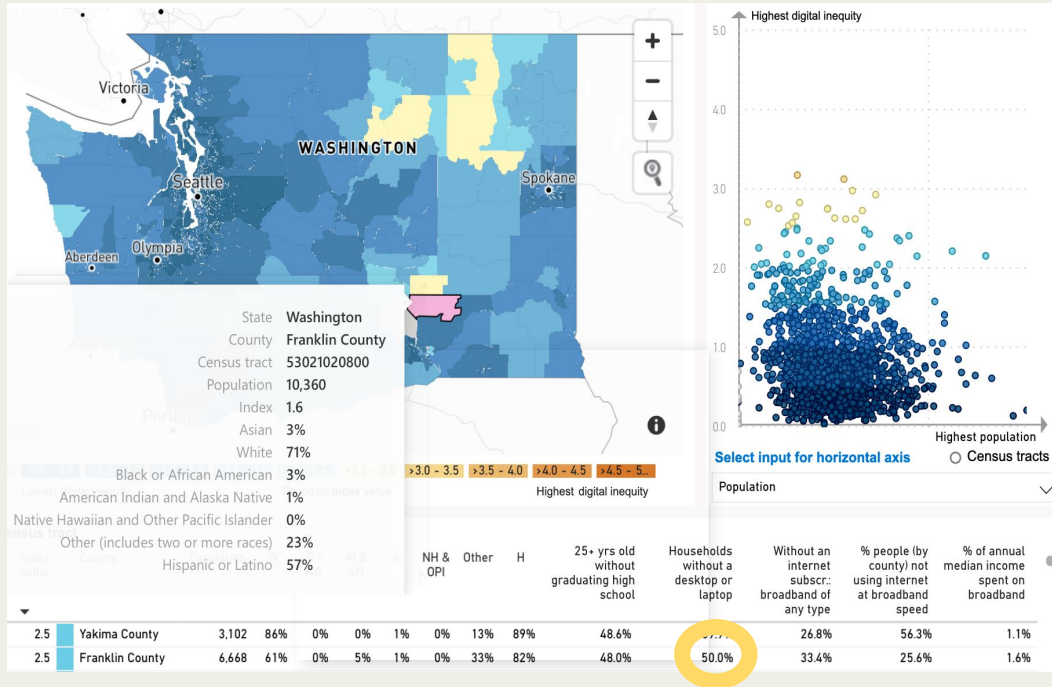 Highest digital inequity
5.0
4.0
3.0
2.0
1.0
0.0
Highest population
Select input for horizontal axis
Census tracts
Population
Victoria
WASHINGTON
Seattle
Spokane
Olympia
Aberdeen
State Washington
County Franklin County
Census tract 53021020800
Population 10,360
Index 1.6
Asian 3%
White 71%
Black or African American 3%
American Indian and Alaska Native 1%
Native Hawaiian and Other Pacific Islander 0%
Other (includes two or more races) 23%
Hispanic or Latino 57%
>3.0 - 3.5 >3.5 - 4.0 >4.0 - 4.5 >4.5 - 5...
Highest digital inequity
NH & OPI
Other
H
25+ yrs old without graduating high school
Households without a desktop or laptop
Without an internet subscr.: broadband of any type
% people (by county) not using internet at broadband speed
% of annual median income spent on broadband
2.5 Yakima County 3,102 86% 0% 0% 1% 0% 13% 89% 48.6% 26.8% 56.3% 1.1%
2.5 Franklin County 6,668 61% 0% 5% 1% 0% 33% 82% 48.0% 50.0% 33.4% 25.6% 1.6%